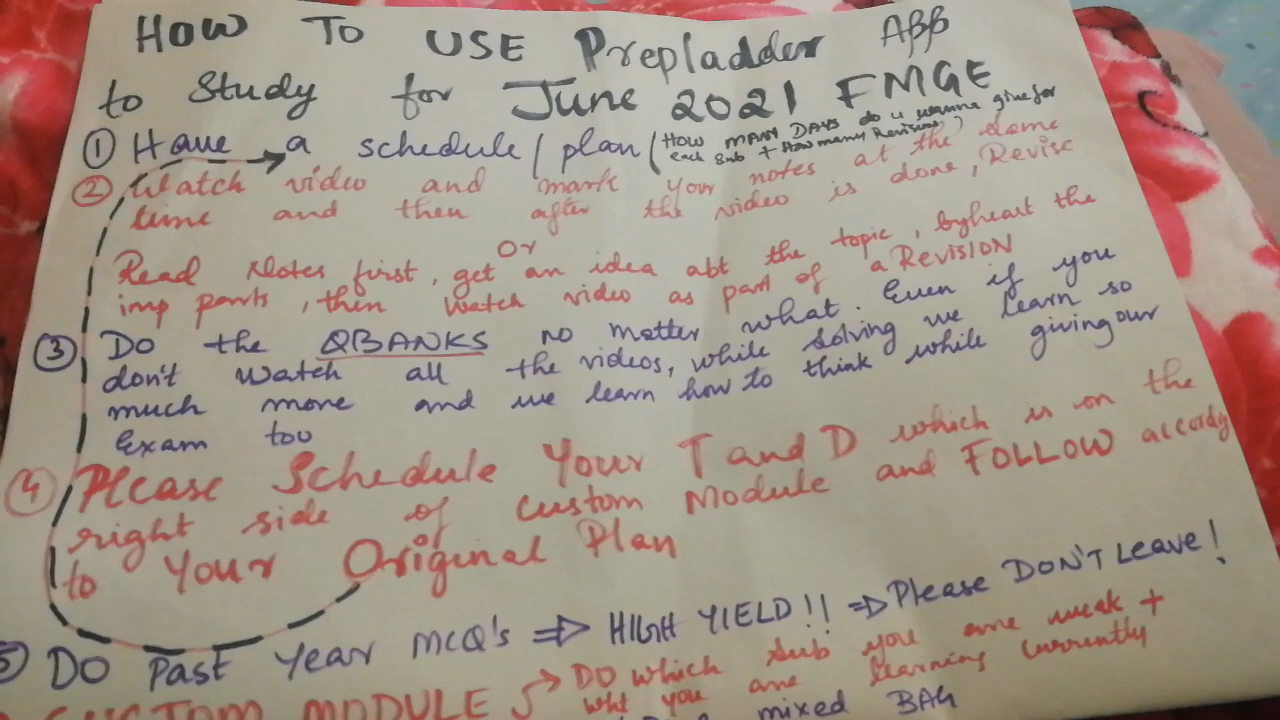 HOW TO USE Prepladder App
to Study for June 2021 FMGE
① Have a schedule / plan (HOW MANY DAYS do u wanna give for
each sub + How many Revisions)
② Watch video and mark your notes at the same
time and then after the video is done, Revise
Or
Read Notes first, get an idea abt the topic, byheart the
imp parts, then watch video as part of a REVISION
③ Do the QBANKS no matter what. Even if you
don't watch all the videos, while solving we learn so
much more and we learn how to think while giving our
Exam too
④ Please Schedule Your T and D which is on the
right side of custom Module and FOLLOW accordy
to Your Original Plan
5 DO Past Year MCQ's ⇒ HIGH YIELD!! ⇒ Please DON'T Leave!
CUSTOM MODULE → DO which sub you are weak +
wht you are learning currently
mixed BAG